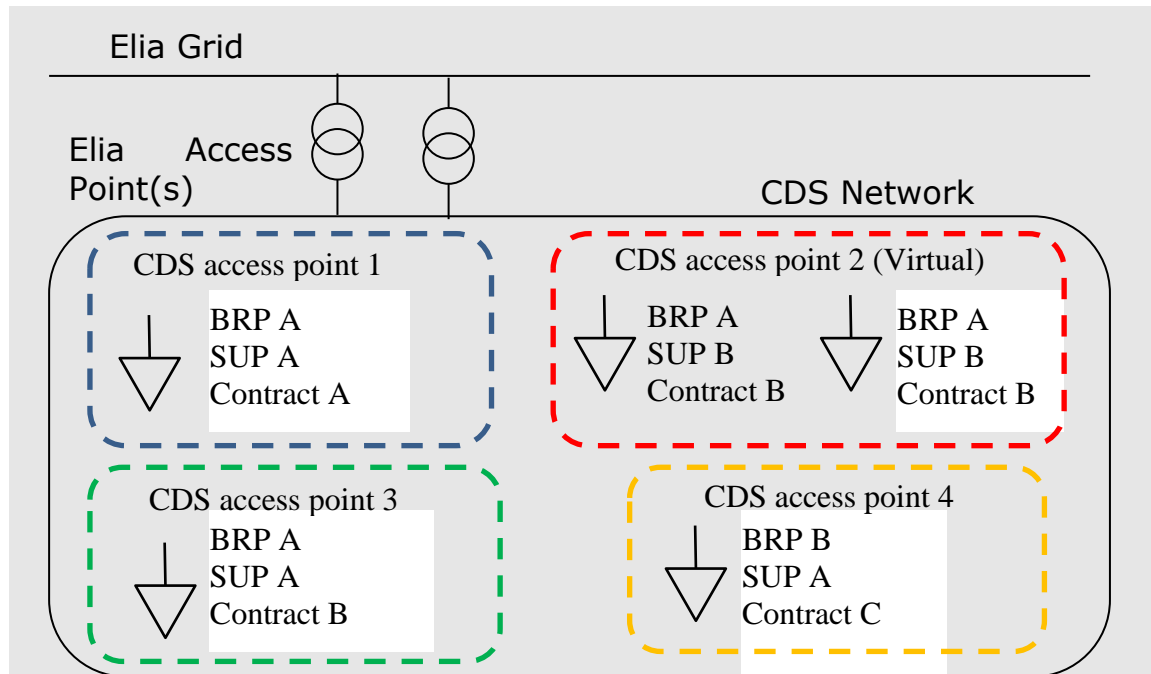 Elia Grid
Elia Access
Point(s)
CDS Network
CDS access point 1
BRP A
SUP A
Contract A
CDS access point 2 (Virtual)
BRP A
SUP B
Contract B
BRP A
SUP B
Contract B
CDS access point 3
BRP A
SUP A
Contract B
CDS access point 4
BRP B
SUP A
Contract C